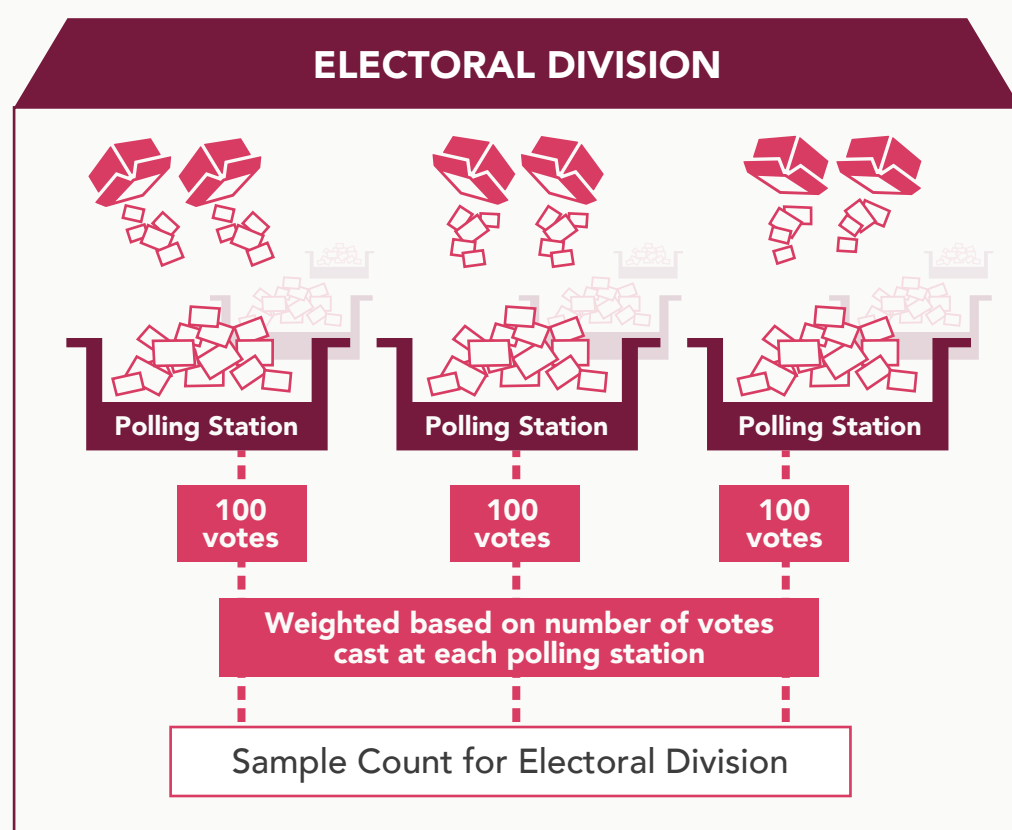 ELECTORAL DIVISION
Polling Station
Polling Station
Polling Station
100
votes
100
votes
100
votes
Weighted based on number of votes
cast at each polling station
Sample Count for Electoral Division